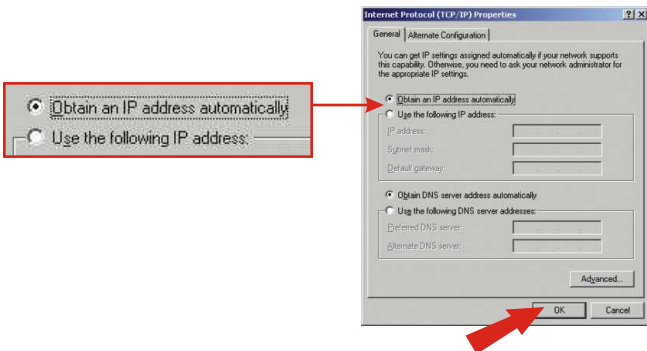 Obtain an IP address automatically
Use the following IP address:
Internet Protocol (TCP/IP) Properties
General
Alternate Configuration
You can get IP settings assigned automatically if your network supports
this capability. Otherwise, you need to ask your network administrator for
the appropriate IP settings.
Obtain an IP address automatically
Use the following IP address:
IP address:
Subnet mask:
Default gateway:
Obtain DNS server address automatically
Use the following DNS server addresses:
Preferred DNS server:
Alternate DNS server:
Advanced...
OK
Cancel